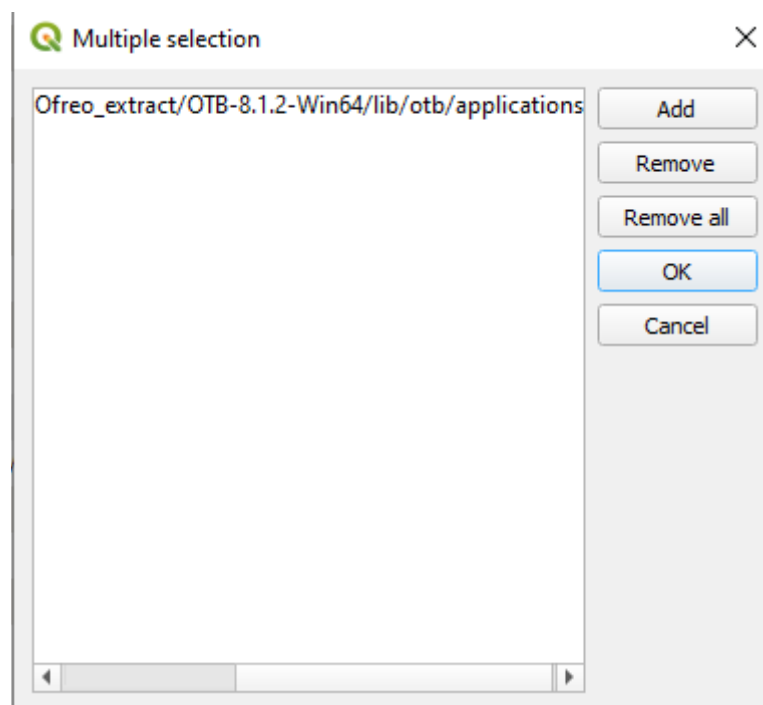 Multiple selection
Ofreo_extract/OTB-8.1.2-Win64/lib/otb/applications
Add
Remove
Remove all
OK
Cancel